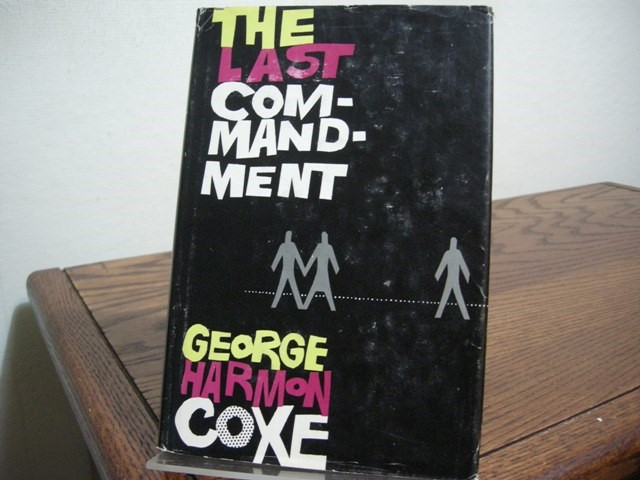 THE
LAST
COM-
MAND-
MENT
GEORGE
HARMON
COXE